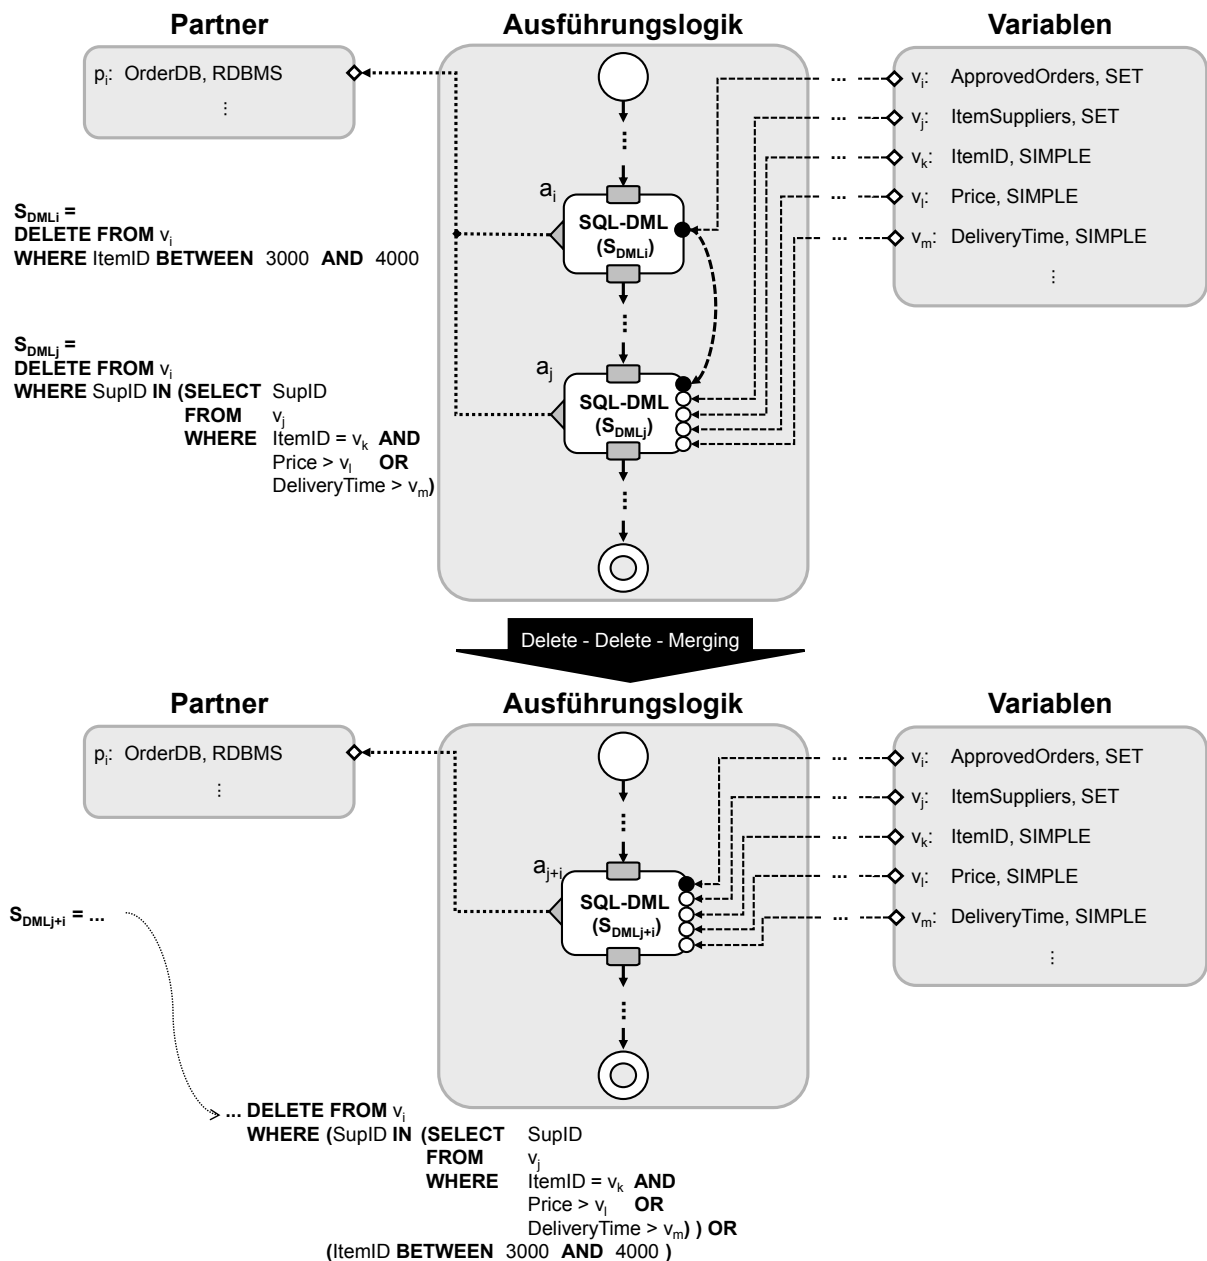 Partner
Ausführungslogik
Variablen
pi: OrderDB, RDBMS
⋮
vi: ApprovedOrders, SET
vj: ItemSuppliers, SET
vk: ItemID, SIMPLE
vl: Price, SIMPLE
vm: DeliveryTime, SIMPLE
⋮
...
...
...
...
...
SDMLi =
DELETE FROM vi
WHERE ItemID BETWEEN 3000 AND 4000
ai
SQL-DML
(SDMLi)
SDMLj =
DELETE FROM vi
WHERE SupID IN (SELECT SupID
FROM vj
WHERE ItemID = vk AND
Price > vl OR
DeliveryTime > vm)
aj
SQL-DML
(SDMLj)
Delete - Delete - Merging
Partner
Ausführungslogik
Variablen
pi: OrderDB, RDBMS
⋮
vi: ApprovedOrders, SET
vj: ItemSuppliers, SET
vk: ItemID, SIMPLE
vl: Price, SIMPLE
vm: DeliveryTime, SIMPLE
⋮
...
...
...
...
...
aj+i
SQL-DML
(SDMLj+i)
SDMLj+i = ...
... DELETE FROM vi
WHERE (SupID IN (SELECT SupID
FROM vj
WHERE ItemID = vk AND
Price > vl OR
DeliveryTime > vm) ) OR
(ItemID BETWEEN 3000 AND 4000 )